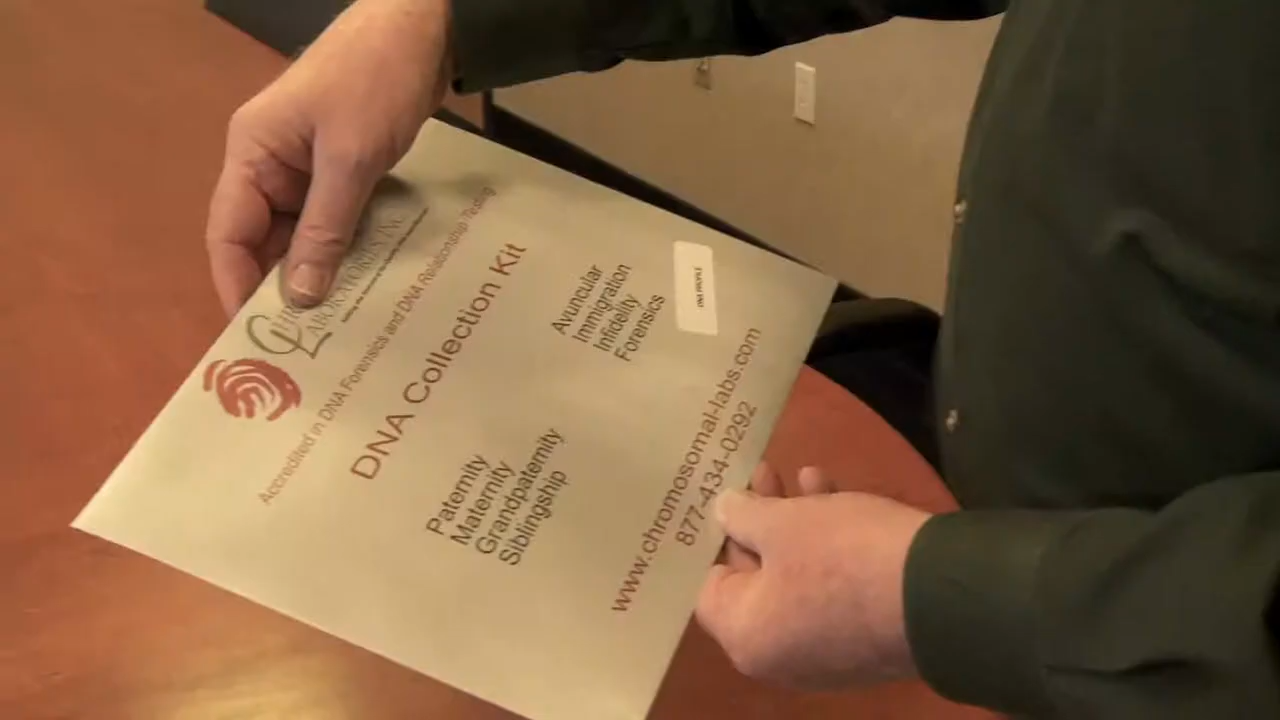 LABORATORIES INC.
Accredited in DNA Forensics and DNA Relationship Testing
DNA Collection Kit
Paternity
Maternity
Grandpaternity
Siblingship
Avuncular
Immigration
Infidelity
Forensics
DNA PROFILE
www.chromosomal-labs.com
877-434-0292